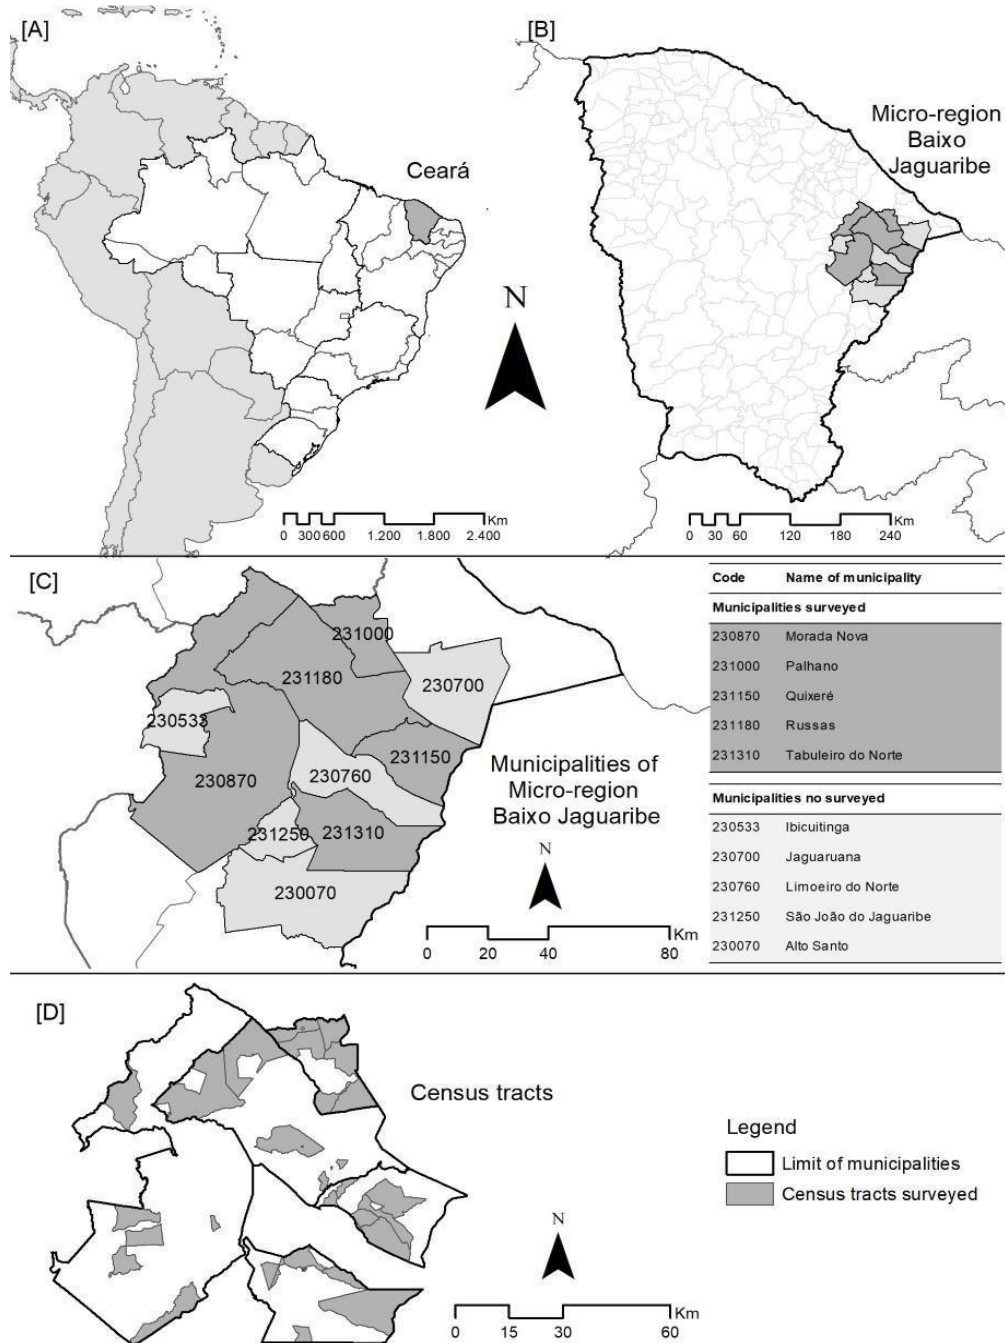 [A]
Ceará
N
0 300 600 1.200 1.800 2.400 Km
[B]
Micro-region
Baixo
Jaguaribe
0 30 60 120 180 240 Km
[C]
231000
231180
230700
230533
231150
230870
230760
231250
231310
230070
Municipalities of
Micro-region
Baixo Jaguaribe
N
0 20 40 80 Km
Code Name of municipality
Municipalities surveyed
230870 Morada Nova
231000 Palhano
231150 Quixeré
231180 Russas
231310 Tabuleiro do Norte
Municipalities no surveyed
230533 Ibicuitinga
230700 Jaguaruana
230760 Limoeiro do Norte
231250 São João do Jaguaribe
230070 Alto Santo
[D]
Census tracts
Legend
Limit of municipalities
Census tracts surveyed
N
0 15 30 60 Km